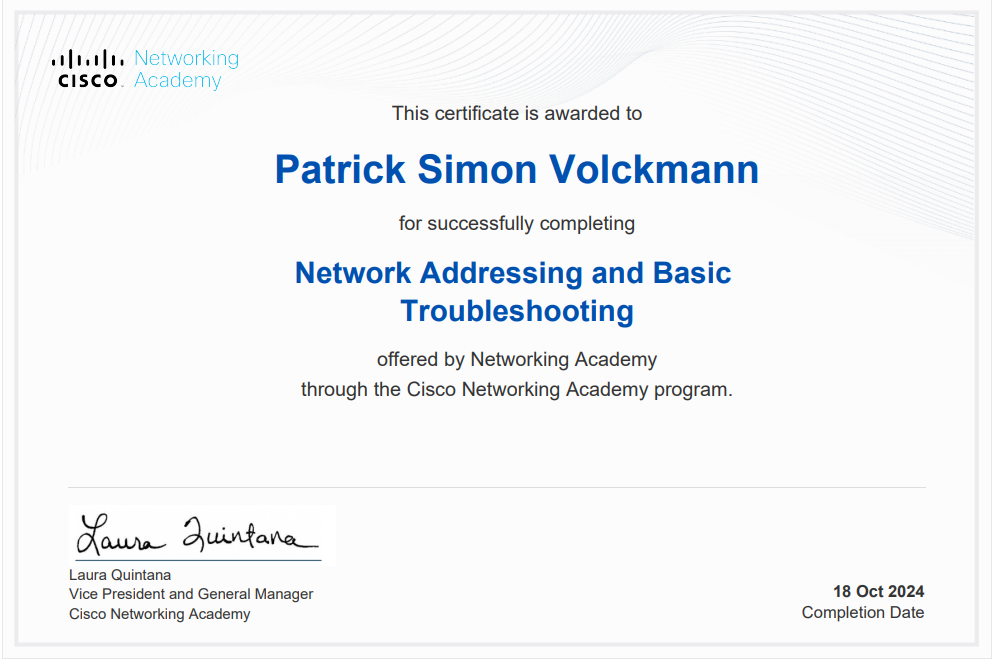 Networking
CISCO Academy
This certificate is awarded to
Patrick Simon Volckmann
for successfully completing
Network Addressing and Basic
Troubleshooting
offered by Networking Academy
through the Cisco Networking Academy program.
Laura Quintana
Laura Quintana
Vice President and General Manager
Cisco Networking Academy
18 Oct 2024
Completion Date